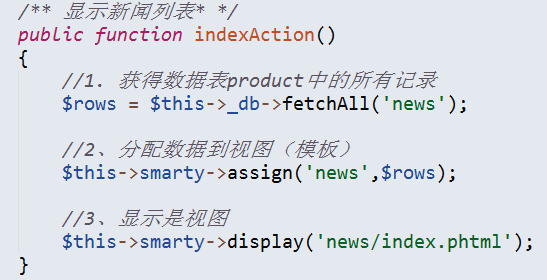 /** 显示新闻列表* */
public function indexAction()
{
//1. 获得数据表product中的所有记录
$rows = $this->_db->fetchAll('news');
//2、分配数据到视图（模板）
$this->smarty->assign('news',$rows);
//3、显示是视图
$this->smarty->display('news/index.phtml');
}